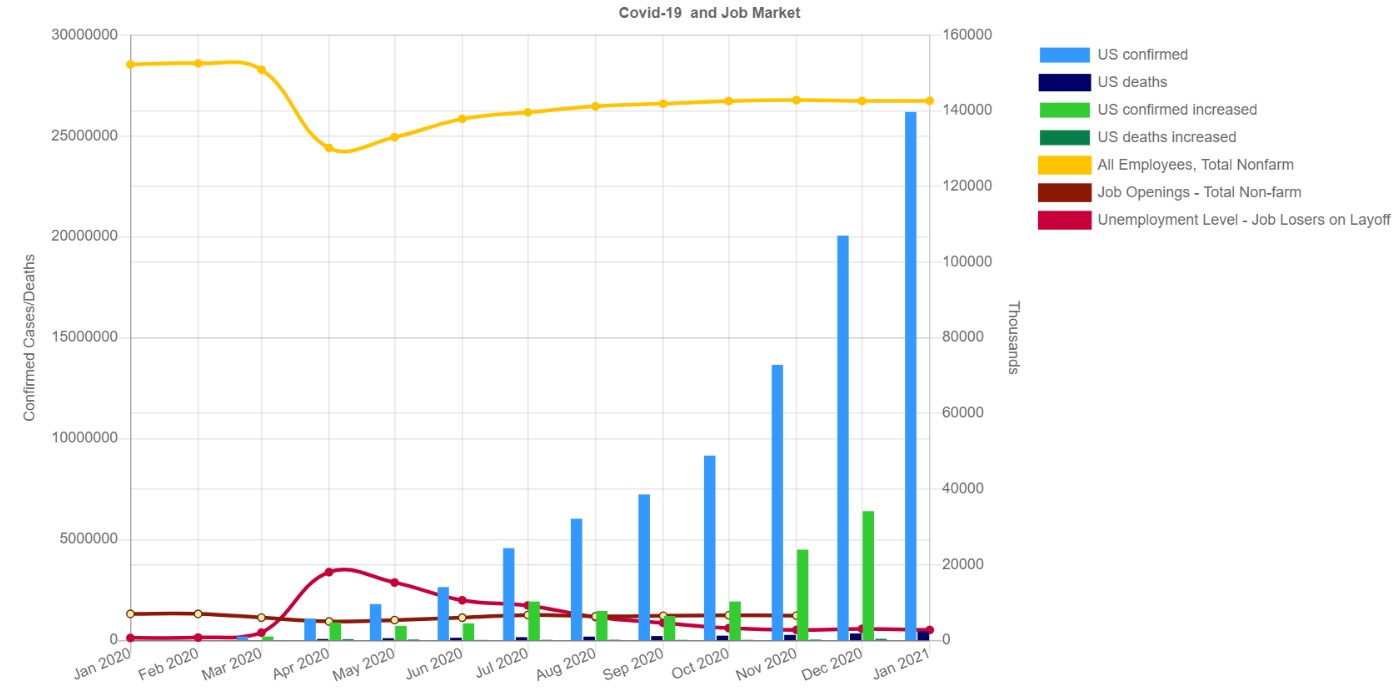 Covid-19 and Job Market
30000000
25000000
20000000
15000000
10000000
5000000
0
Confirmed Cases/Deaths
160000
140000
120000
100000
80000
60000
40000
20000
0
Thousands
Jan 2020
Feb 2020
Mar 2020
Apr 2020
May 2020
Jun 2020
Jul 2020
Aug 2020
Sep 2020
Oct 2020
Nov 2020
Dec 2020
Jan 2021
US confirmed
US deaths
US confirmed increased
US deaths increased
All Employees, Total Nonfarm
Job Openings - Total Non-farm
Unemployment Level - Job Losers on Layoff